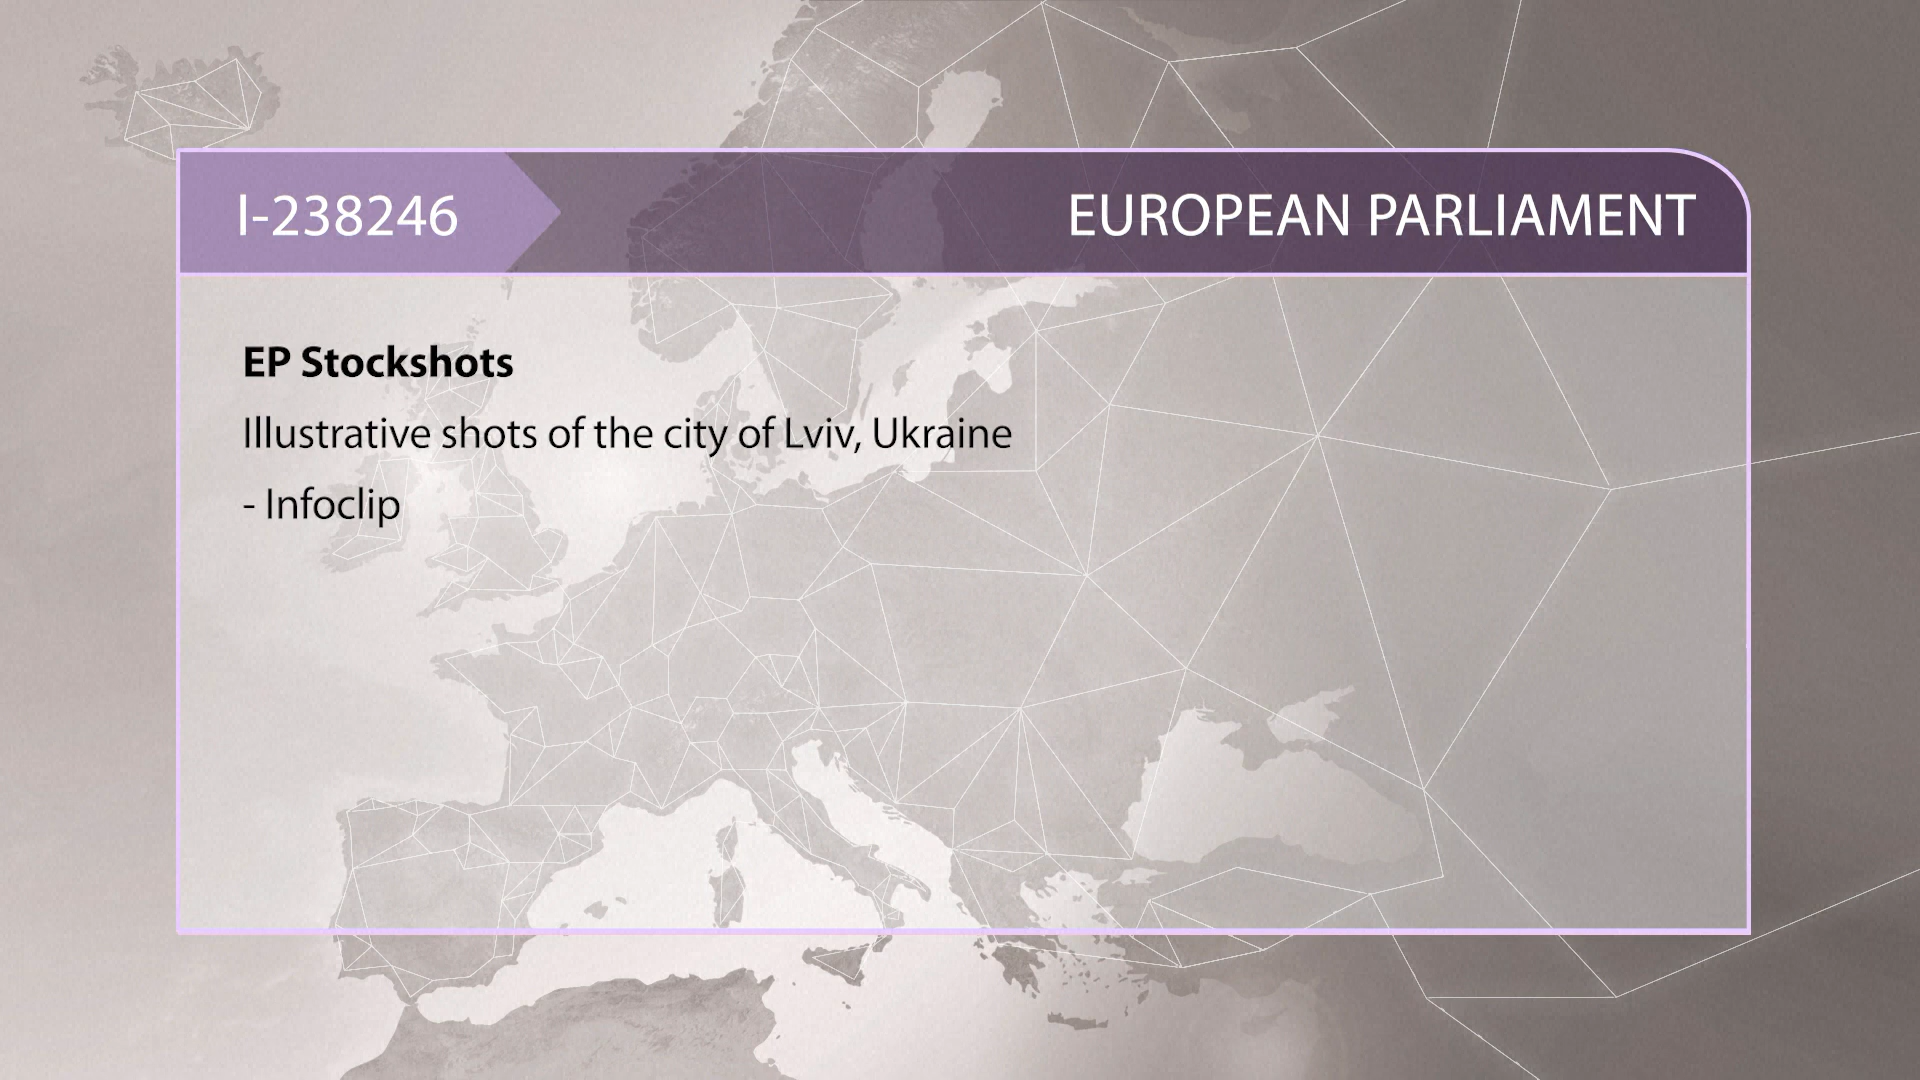 I-238246
EUROPEAN PARLIAMENT
EP Stockshots
Illustrative shots of the city of Lviv, Ukraine
- Infoclip